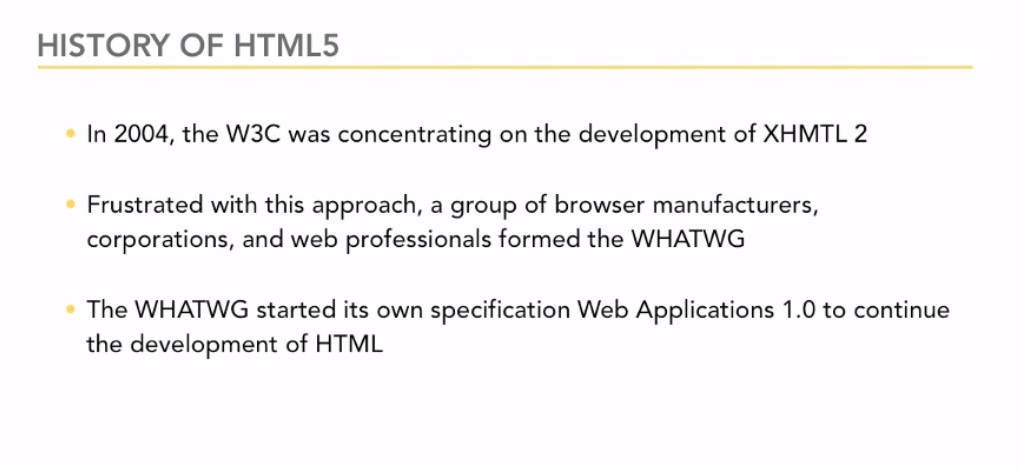 HISTORY OF HTML5
• In 2004, the W3C was concentrating on the development of XHMTL 2
• Frustrated with this approach, a group of browser manufacturers,
corporations, and web professionals formed the WHATWG
• The WHATWG started its own specification Web Applications 1.0 to continue
the development of HTML